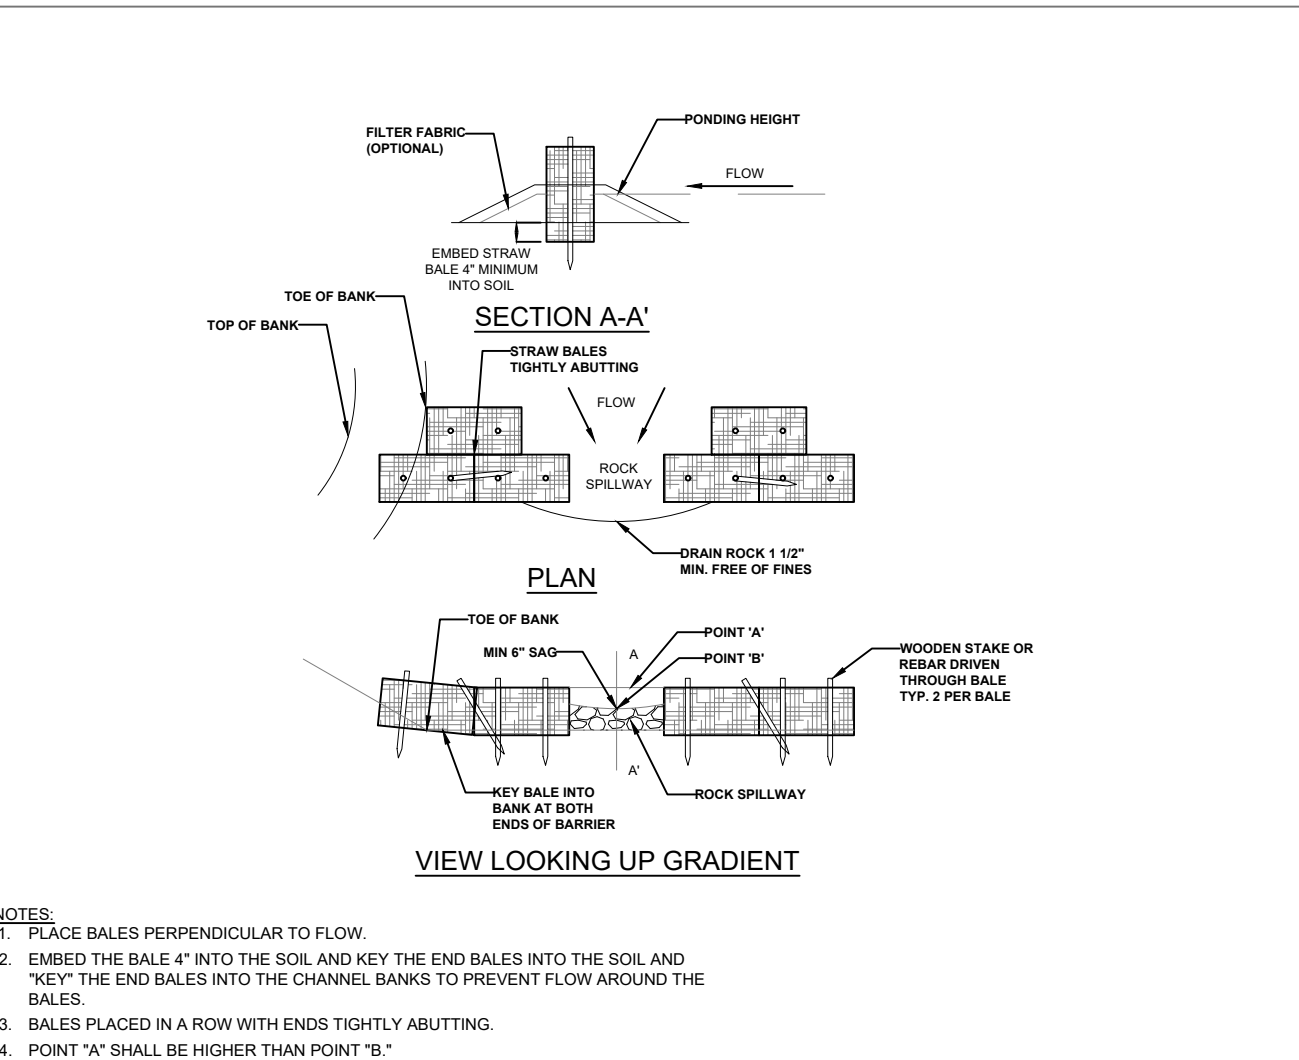 FILTER FABRIC
(OPTIONAL)
PONDING HEIGHT
FLOW
EMBED STRAW
BALE 4" MINIMUM
INTO SOIL
SECTION A-A'
TOE OF BANK
TOP OF BANK
STRAW BALES
TIGHTLY ABUTTING
FLOW
ROCK
SPILLWAY
DRAIN ROCK 1 1/2"
MIN. FREE OF FINES
PLAN
TOE OF BANK
MIN 6" SAG
A
POINT 'A'
POINT 'B'
WOODEN STAKE OR
REBAR DRIVEN
THROUGH BALE
TYP. 2 PER BALE
A'
KEY BALE INTO
BANK AT BOTH
ENDS OF BARRIER
ROCK SPILLWAY
VIEW LOOKING UP GRADIENT
NOTES:
1. PLACE BALES PERPENDICULAR TO FLOW.
2. EMBED THE BALE 4" INTO THE SOIL AND KEY THE END BALES INTO THE SOIL AND
"KEY" THE END BALES INTO THE CHANNEL BANKS TO PREVENT FLOW AROUND THE
BALES.
3. BALES PLACED IN A ROW WITH ENDS TIGHTLY ABUTTING.
4. POINT "A" SHALL BE HIGHER THAN POINT "B."